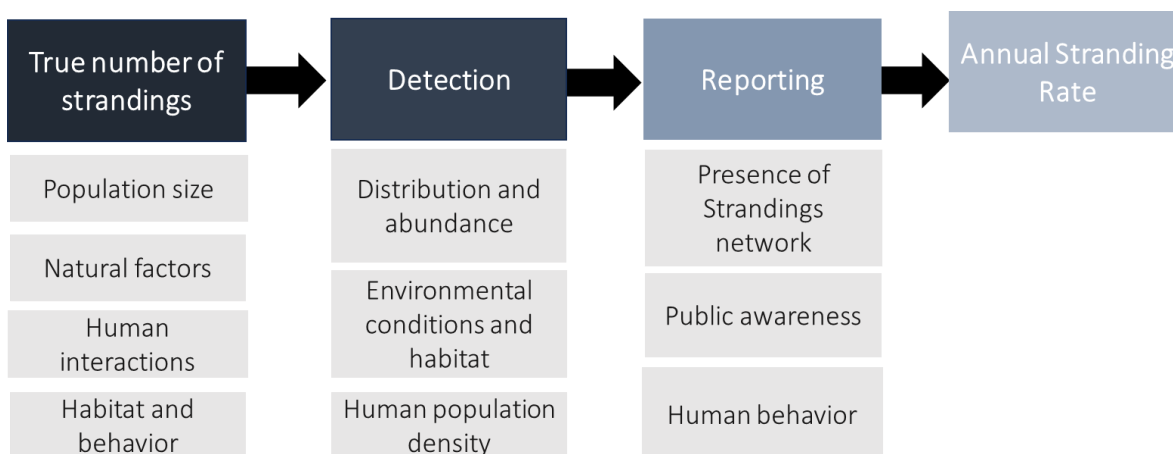 True number of
strandings
Detection
Reporting
Annual Stranding
Rate
Population size
Natural factors
Human
interactions
Habitat and
behavior
Distribution and
abundance
Environmental
conditions and
habitat
Human population
density
Presence of
Strandings
network
Public awareness
Human behavior